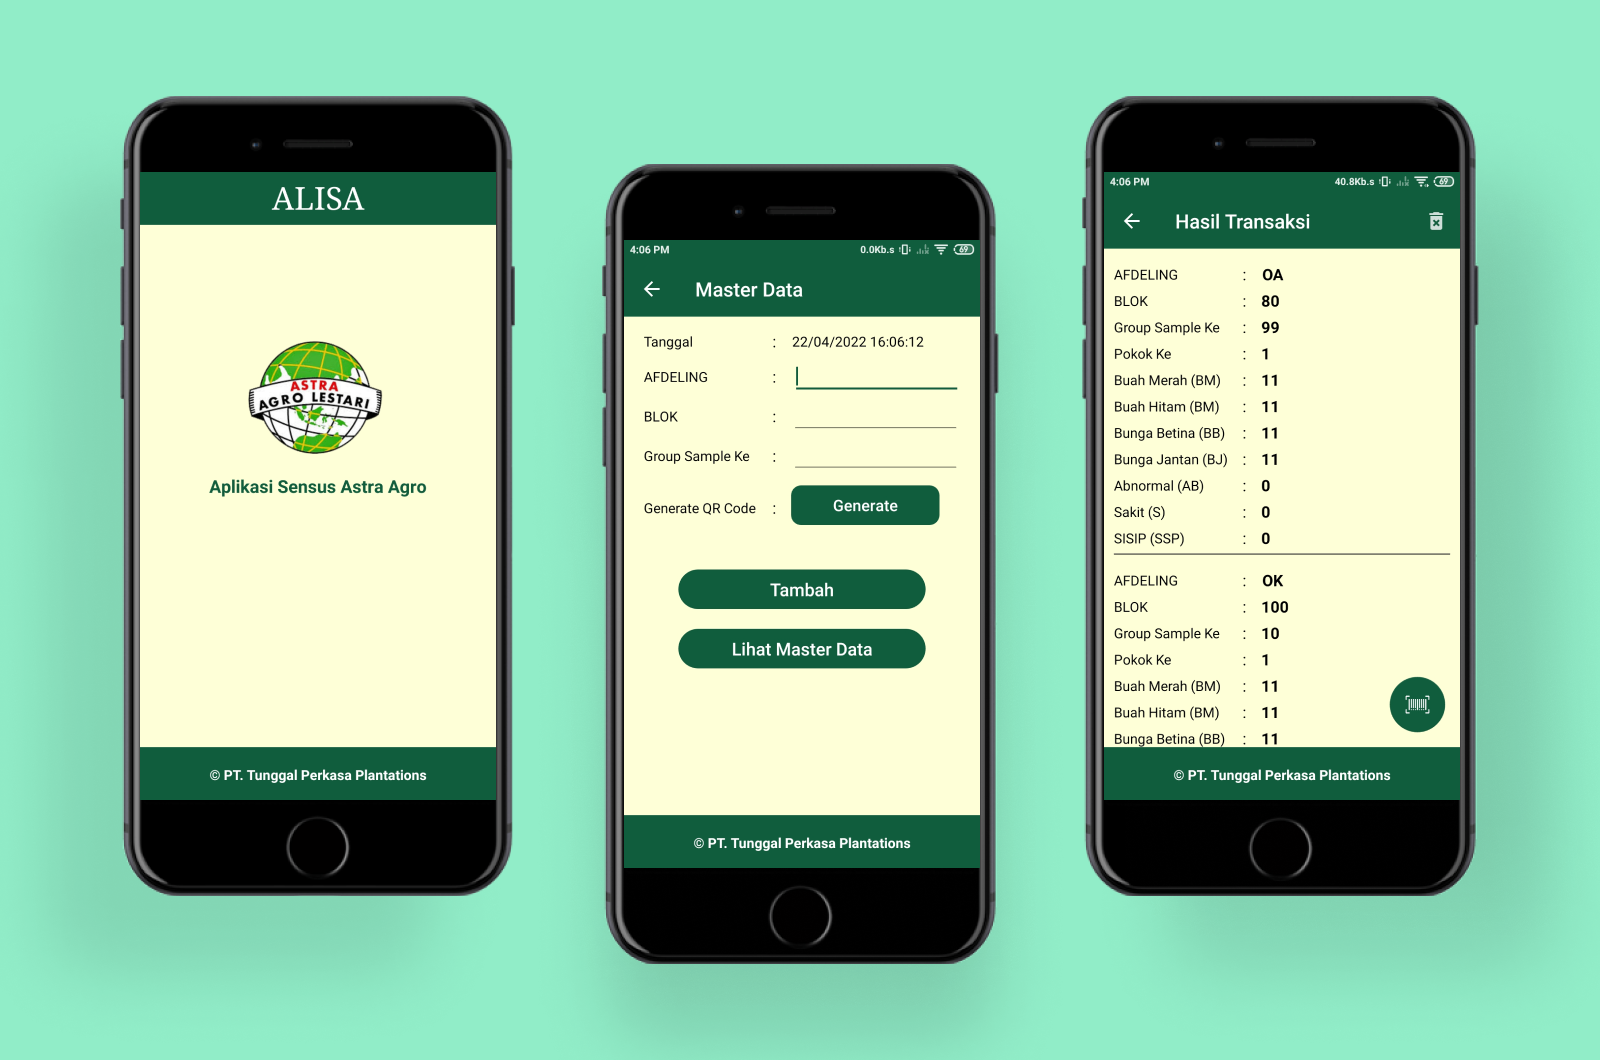 ALISA
ASTRA
AGRO LESTARI
Aplikasi Sensus Astra Agro
© PT. Tunggal Perkasa Plantations
4:06 PM 0.0Kb.s 69
Master Data
Tanggal : 22/04/2022 16:06:12
AFDELING :
BLOK :
Group Sample Ke :
Generate QR Code : Generate
Tambah
Lihat Master Data
© PT. Tunggal Perkasa Plantations
4:06 PM 40.8Kb.s 69
Hasil Transaksi
AFDELING : OA
BLOK : 80
Group Sample Ke : 99
Pokok Ke : 1
Buah Merah (BM) : 11
Buah Hitam (BM) : 11
Bunga Betina (BB) : 11
Bunga Jantan (BJ) : 11
Abnormal (AB) : 0
Sakit (S) : 0
SISIP (SSP) : 0
AFDELING : OK
BLOK : 100
Group Sample Ke : 10
Pokok Ke : 1
Buah Merah (BM) : 11
Buah Hitam (BM) : 11
Bunga Betina (BB) : 11
© PT. Tunggal Perkasa Plantations